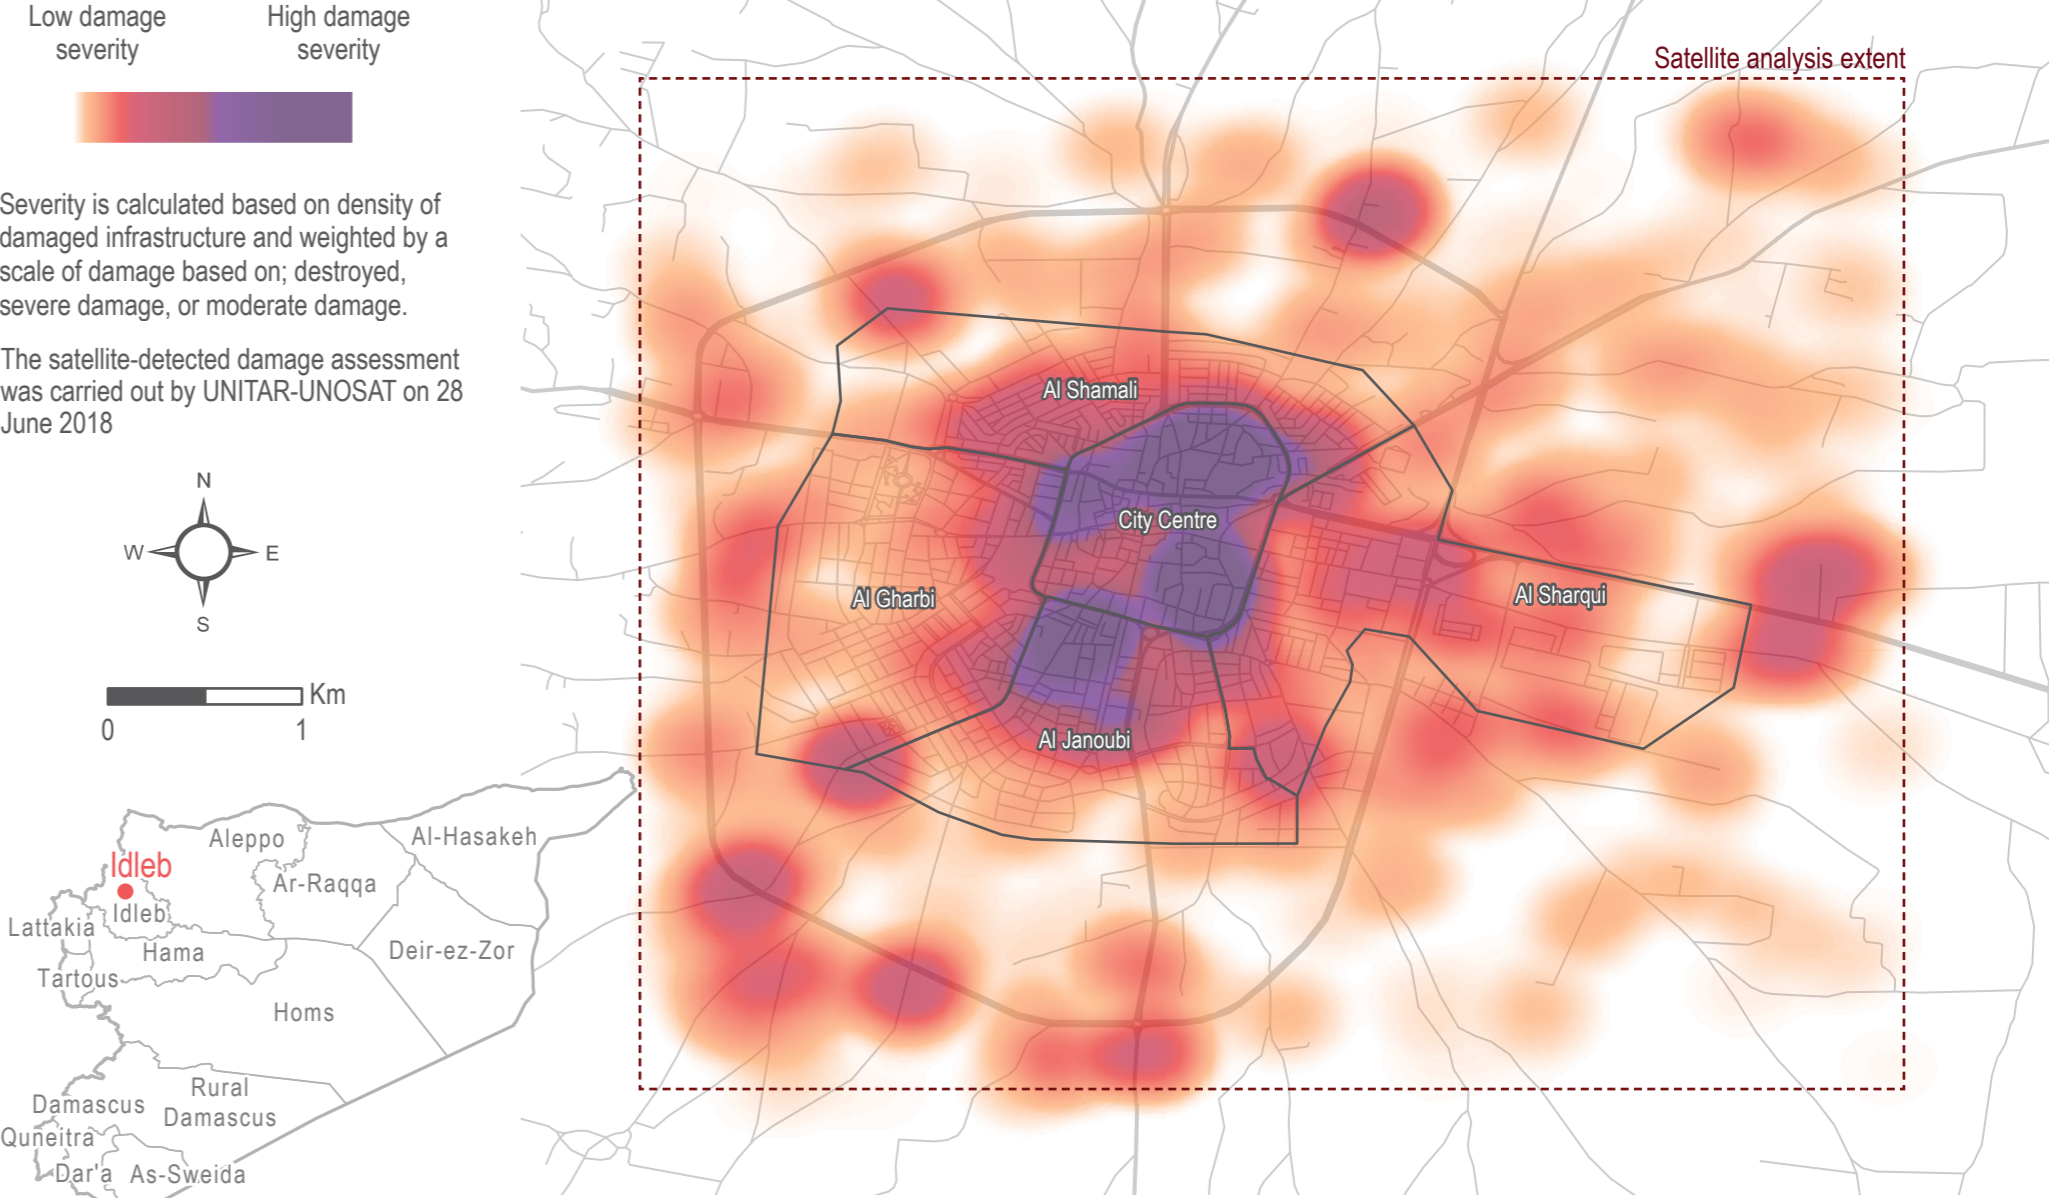 Low damage
severity
High damage
severity
Severity is calculated based on density of
damaged infrastructure and weighted by a
scale of damage based on; destroyed,
severe damage, or moderate damage.
The satellite-detected damage assessment
was carried out by UNITAR-UNOSAT on 28
June 2018
N
W
E
S
Km
0
1
Aleppo
Al-Hasakeh
Idleb
Ar-Raqqa
Idleb
Lattakia
Hama
Deir-ez-Zor
Tartous
Homs
Rural
Damascus
Damascus
Quneitra
Dar'a
As-Sweida
Satellite analysis extent
Al Shamali
City Centre
Al Gharbi
Al Sharqui
Al Janoubi